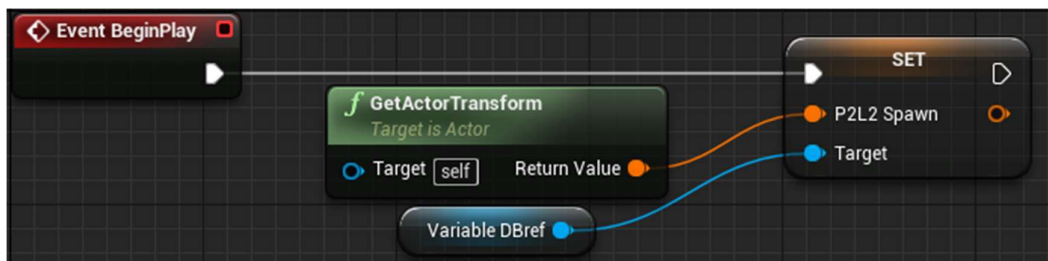 Event BeginPlay
SET
f GetActorTransform
Target is Actor
P2L2 Spawn
Target self Return Value
Target
Variable DBref